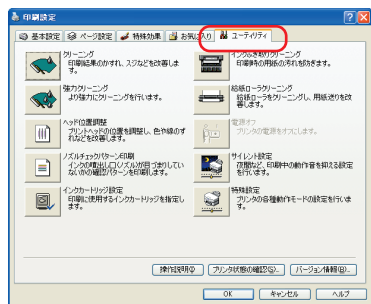 印刷設定
基本設定 ページ設定 特殊効果 お気に入り ユーティリティ
クリーニング
印刷結果のかすれ、スジなどを改善しま
す。
インクふき取りクリーニング
印刷時の用紙の汚れを防ぎます。
強力クリーニング
より強力にクリーニングを行います。
給紙ローラクリーニング
給紙ローラをクリーニングし、用紙送りを改
善します。
ヘッド位置調整
プリントヘッドの位置を調整し、色や線のず
れなどを改善します。
電源オフ
プリンタの電源をオフにします。
ノズルチェックパターン印刷
インクの噴出し口(ノズル)が目づまりしてい
ないかの確認パターンを印刷します。
サイレント設定
夜間など、印刷中の動作音を抑える設定
を行います。
インクカートリッジ設定
印刷に使用するインクカートリッジを指定し
ます。
特殊設定
プリンタの各種動作モードの設定を行いま
す。
操作説明 プリンタ状態の確認(S)... バージョン情報(B)...
OK キャンセル ヘルプ